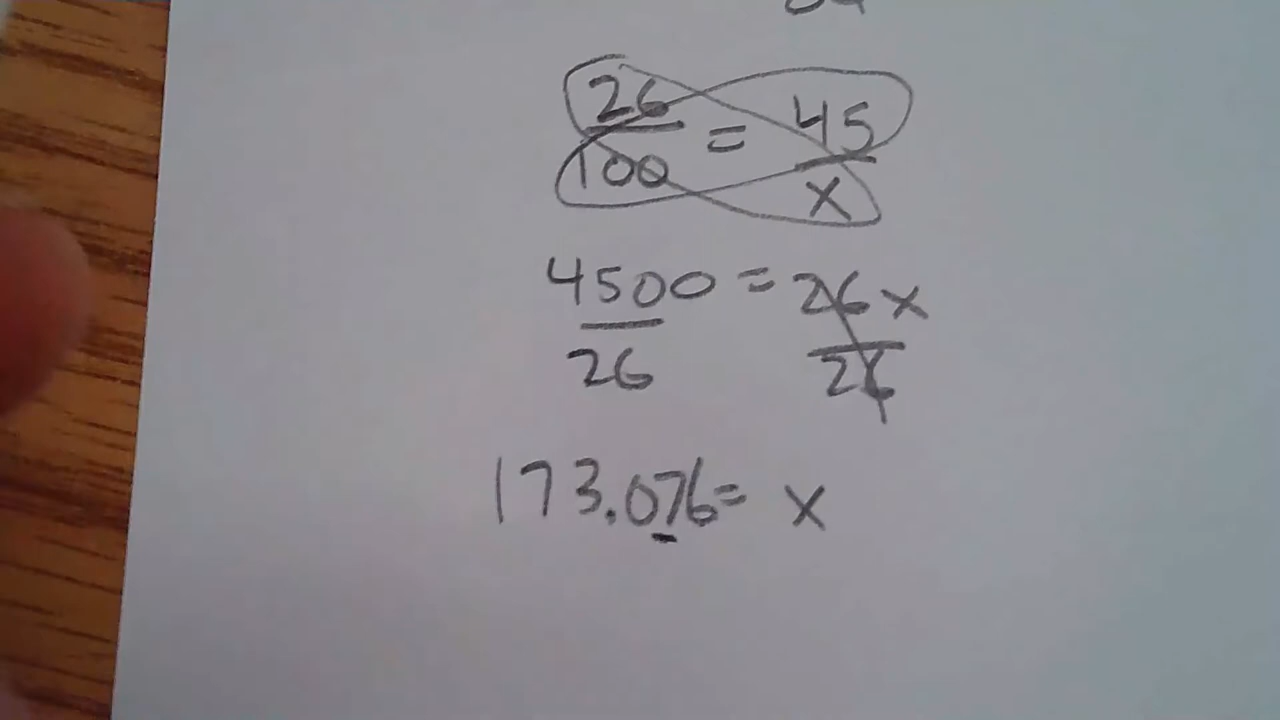 26 = 45
100 x
4500 = 26x
26 26
173.076 = x